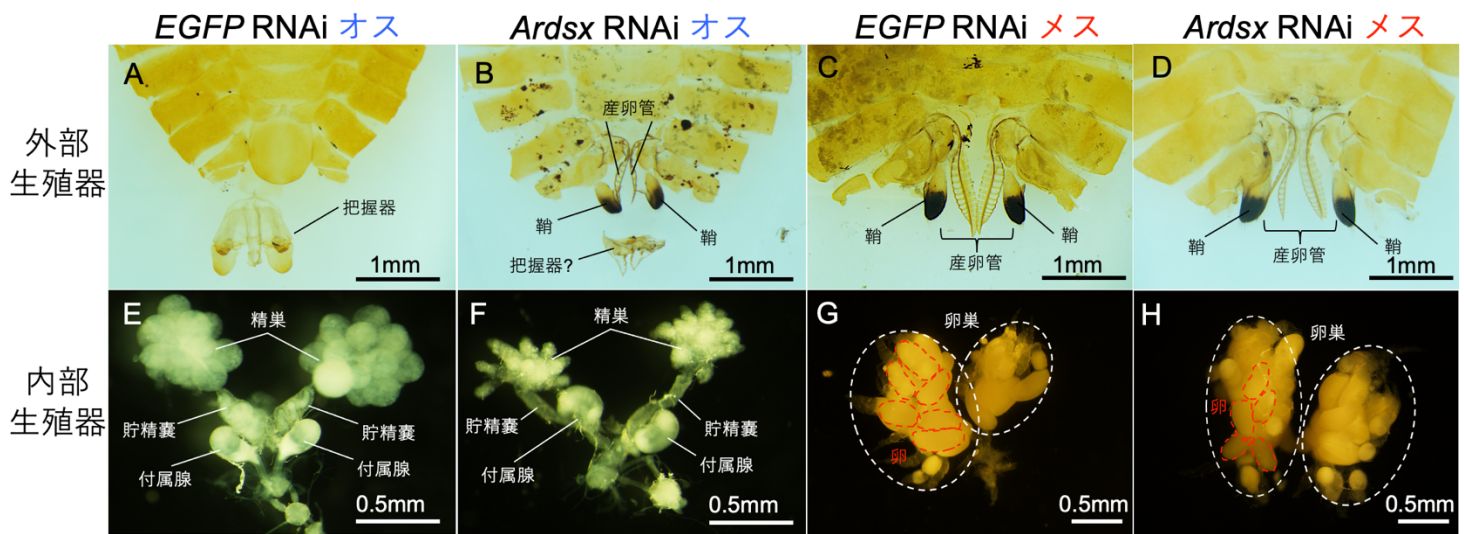 EGFP RNAi オス
Ardsx RNAi オス
EGFP RNAi メス
Ardsx RNAi メス
外部
生殖器
A
把握器
1mm
B
産卵管
鞘
鞘
把握器?
1mm
C
鞘
鞘
産卵管
1mm
D
鞘
鞘
産卵管
1mm
内部
生殖器
E
精巣
貯精嚢
貯精嚢
付属腺
付属腺
0.5mm
F
精巣
貯精嚢
貯精嚢
付属腺
付属腺
0.5mm
G
卵巣
卵
0.5mm
H
卵巣
卵
0.5mm